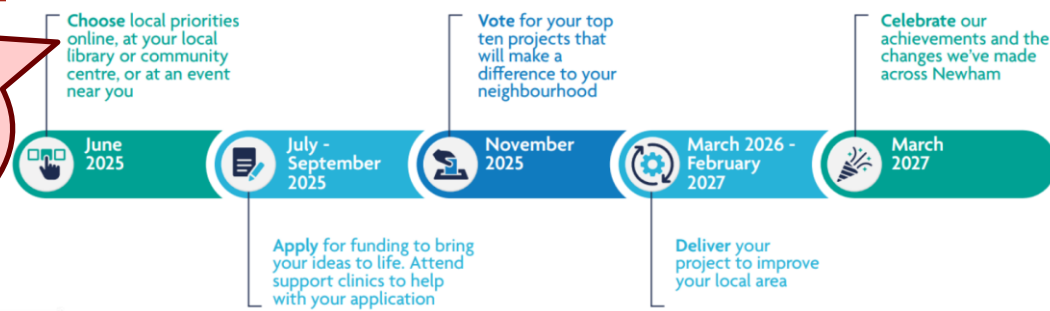 Choose local priorities
online, at your local
library or community
centre, or at an event
near you
Vote for your top
ten projects that
will make a
difference to your
neighbourhood
Celebrate our
achievements and the
changes we've made
across Newham
June
2025
July -
September
2025
November
2025
March 2026 -
February
2027
March
2027
Apply for funding to bring
your ideas to life. Attend
support clinics to help
with your application
Deliver your
project to improve
your local area